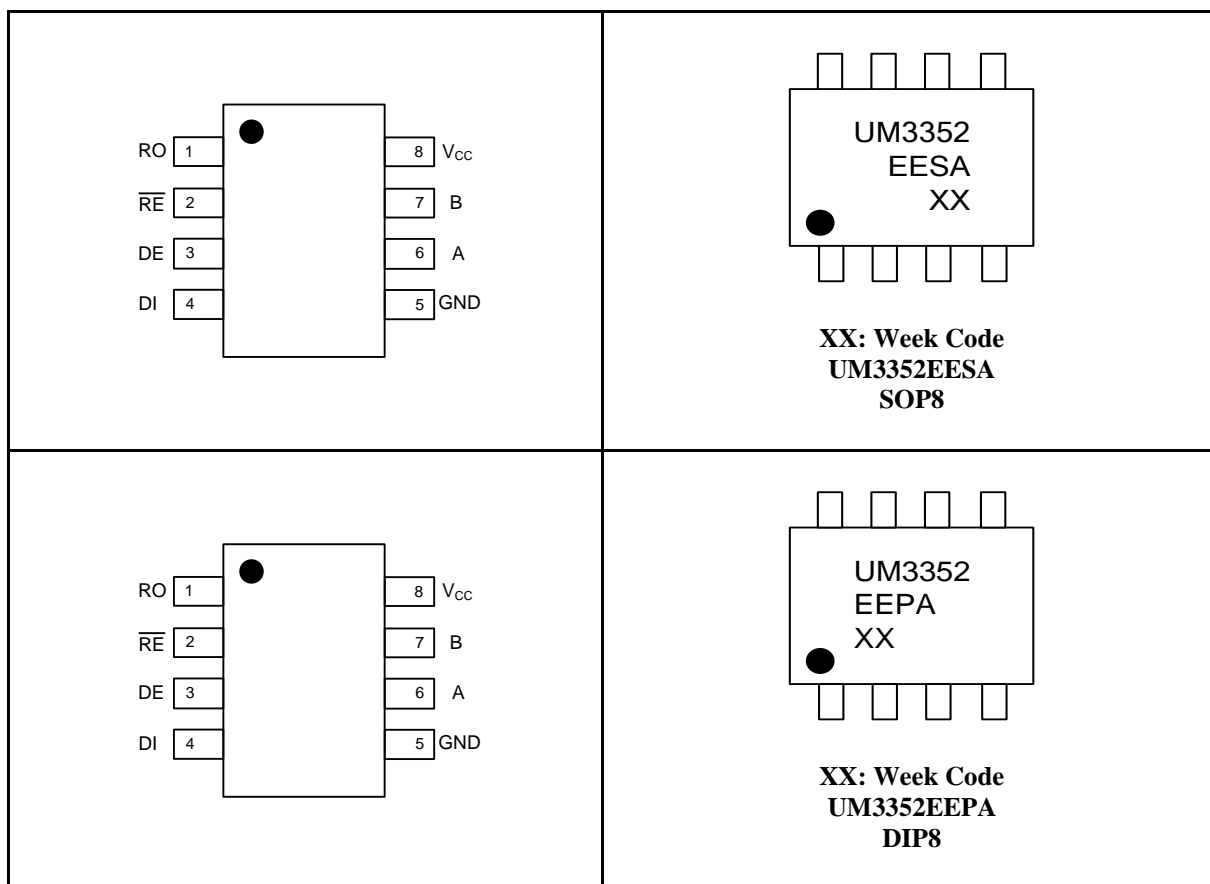 RO 1 8 VCC
R̅E̅ 2 7 B
DE 3 6 A
DI 4 5 GND
UM3352
EESA
XX
XX: Week Code
UM3352EESA
SOP8
RO 1 8 VCC
R̅E̅ 2 7 B
DE 3 6 A
DI 4 5 GND
UM3352
EEPA
XX
XX: Week Code
UM3352EEPA
DIP8